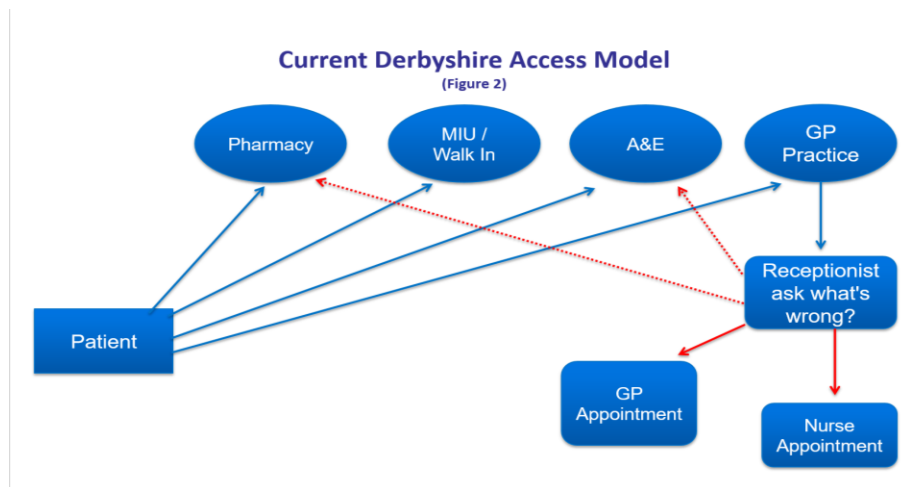 Current Derbyshire Access Model
(Figure 2)
Pharmacy
MIU /
Walk In
A&E
GP
Practice
Receptionist
ask what's
wrong?
Patient
GP
Appointment
Nurse
Appointment